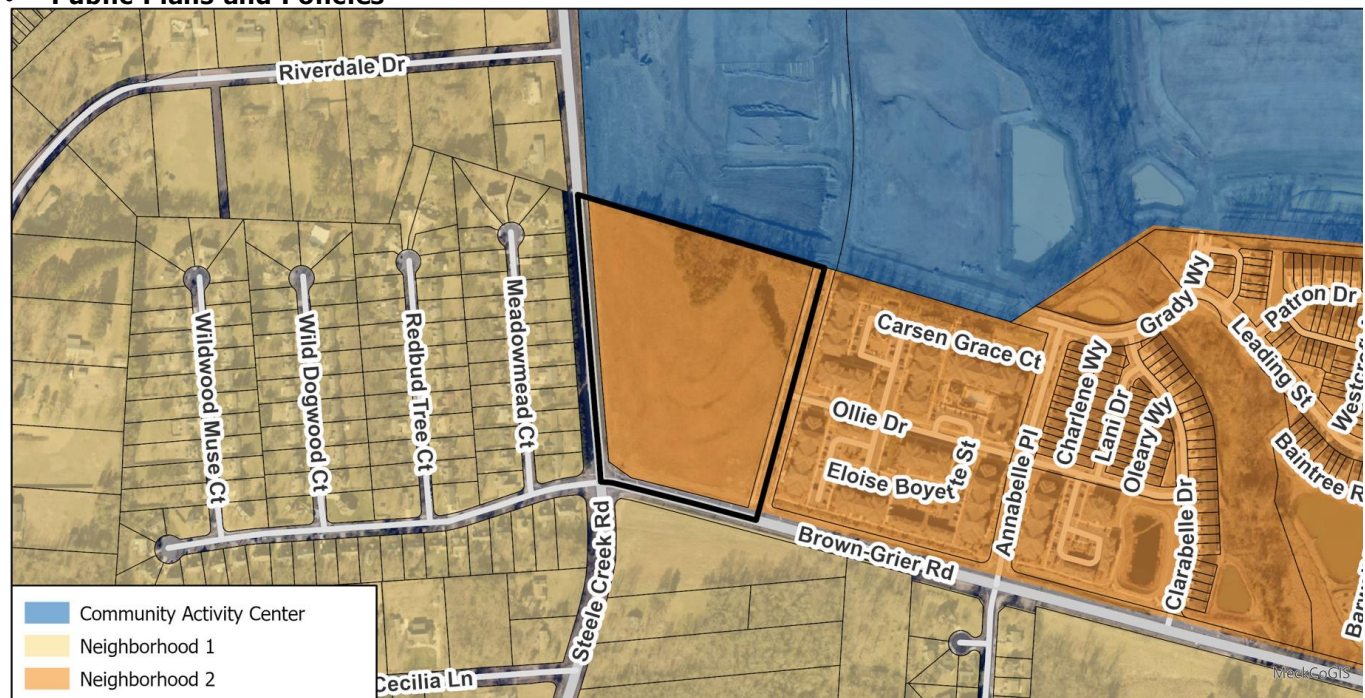 • Public Plans and Policies
Riverdale Dr
Wildwood Muse Ct
Wild Dogwood Ct
Redbud Tree Ct
Meadowmead Ct
Carsen Grace Ct
Ollie Dr
Eloise Boyette St
Annabelle Pl
Charlene Wy
Lani Dr
Oleary Wy
Clarabelle Dr
Grady Wy
Leading St
Patron Dr
Brown-Grier Rd
Steele Creek Rd
Cecilia Ln
Community Activity Center
Neighborhood 1
Neighborhood 2
MeckCoGIS